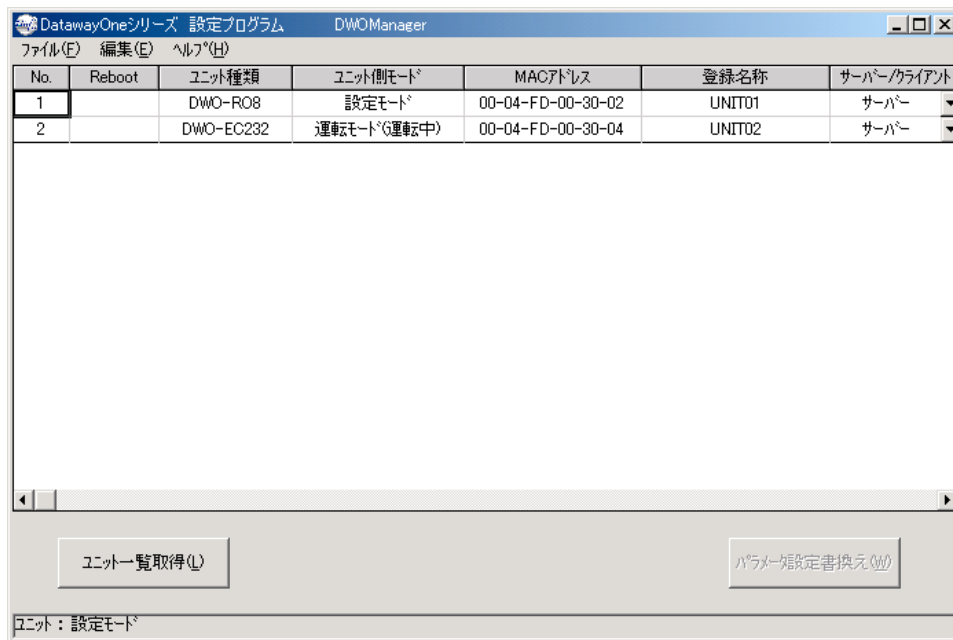 DatawayOneシリーズ 設定プログラム DWOManager
ファイル(F) 編集(E) ヘルプ(H)
No. Reboot ユニット種類 ユニット側モード MACアドレス 登録名称 サーバー/クライアント
1 DWO-RO8 設定モード 00-04-FD-00-30-02 UNIT01 サーバー
2 DWO-EC232 運転モード(運転中) 00-04-FD-00-30-04 UNIT02 サーバー
ユニット一覧取得(L) パラメータ設定書換え(W)
ユニット：設定モード